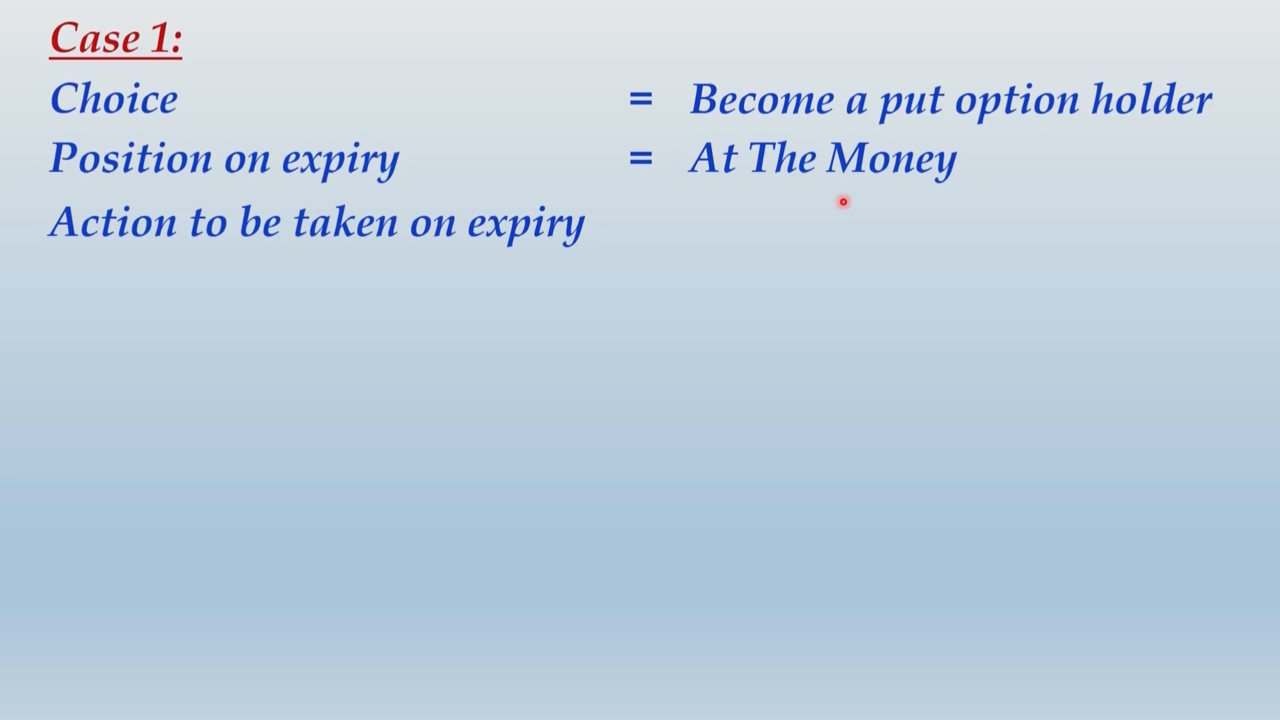 Case 1:
Choice = Become a put option holder
Position on expiry = At The Money
Action to be taken on expiry